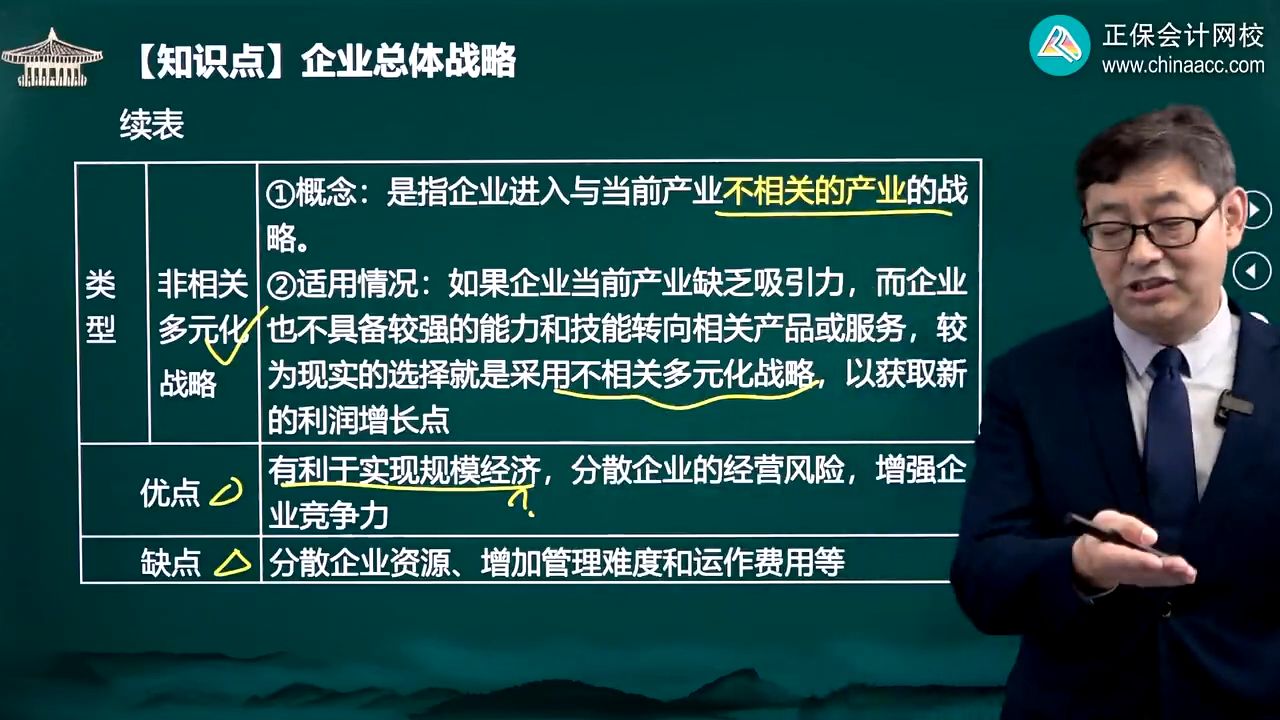 【知识点】企业总体战略
正保会计网校
www.chinaacc.com
续表
类
型
非相关
多元化
战略
①概念：是指企业进入与当前产业不相关的产业的战
略。
②适用情况：如果企业当前产业缺乏吸引力，而企业
也不具备较强的能力和技能转向相关产品或服务，较
为现实的选择就是采用不相关多元化战略，以获取新
的利润增长点
优点
有利于实现规模经济，分散企业的经营风险，增强企
业竞争力
缺点
分散企业资源、增加管理难度和运作费用等